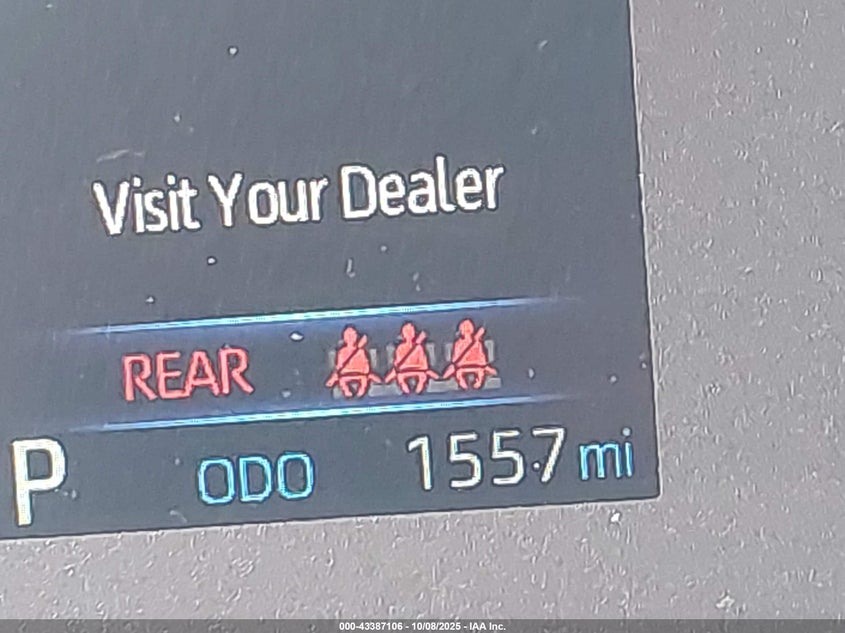 Visit Your Dealer
REAR
P ODO 1557 mi
000-43387106 - 10/08/2025 - IAA Inc.